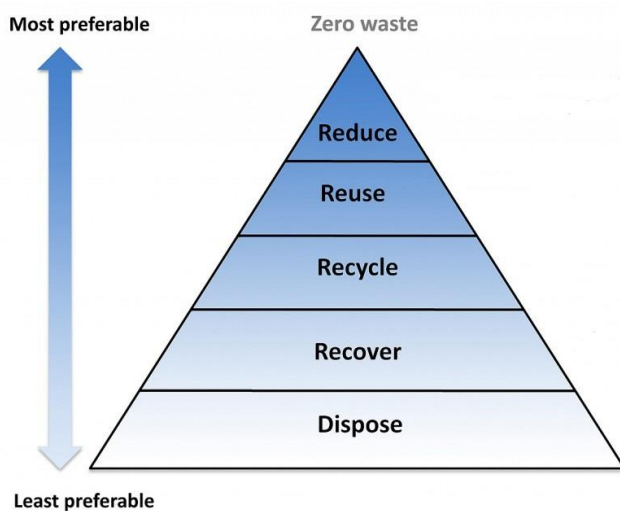 Most preferable
Zero waste
Reduce
Reuse
Recycle
Recover
Dispose
Least preferable